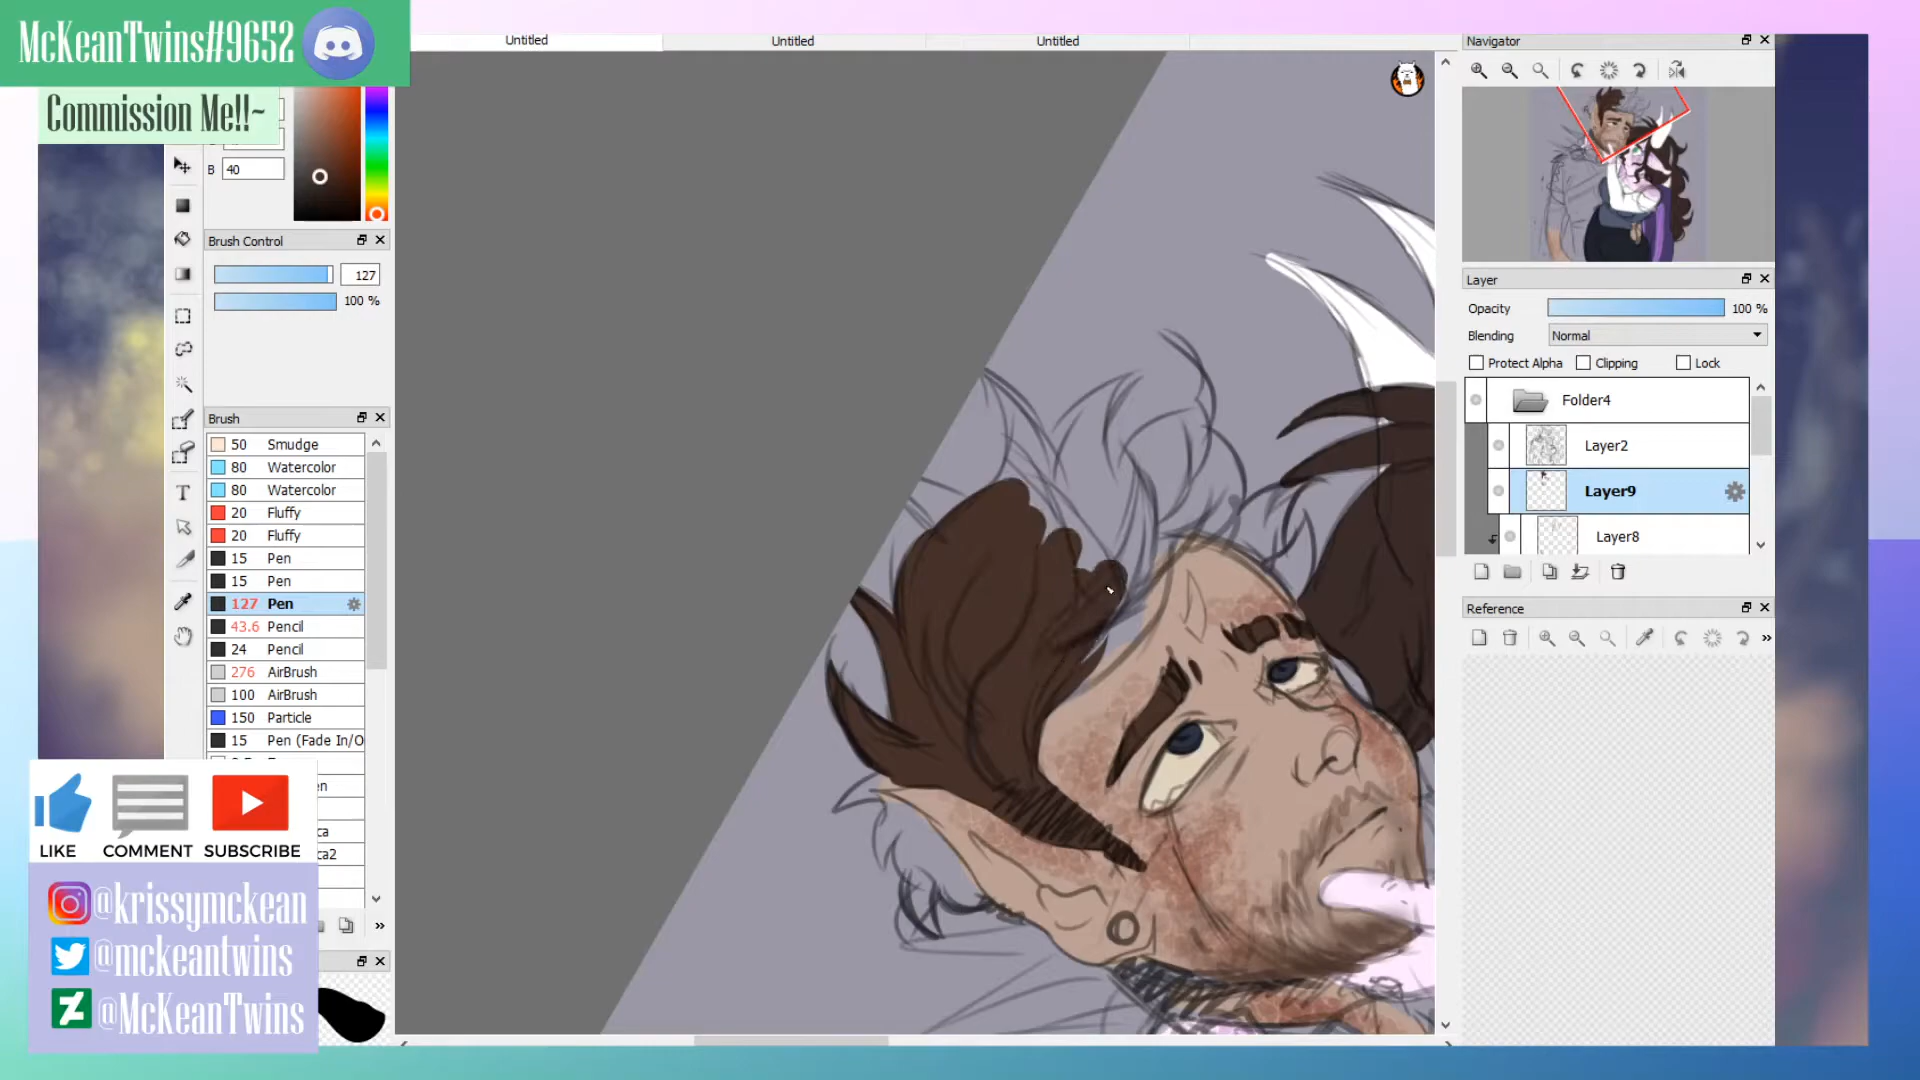 McKeanTwins#9652
Commission Me!!~
B 40
Brush Control
127
100 %
Brush
50 Smudge
80 Watercolor
80 Watercolor
20 Fluffy
20 Fluffy
15 Pen
15 Pen
127 Pen
43.6 Pencil
24 Pencil
276 AirBrush
100 AirBrush
150 Particle
15 Pen (Fade In/O
en
ca
ca2
LIKE COMMENT SUBSCRIBE
@krissymckean
@mckeantwins
@McKeanTwins
Untitled
Untitled
Untitled
Navigator
Layer
Opacity 100 %
Blending Normal
Protect Alpha Clipping Lock
Folder4
Layer2
Layer9
Layer8
Reference